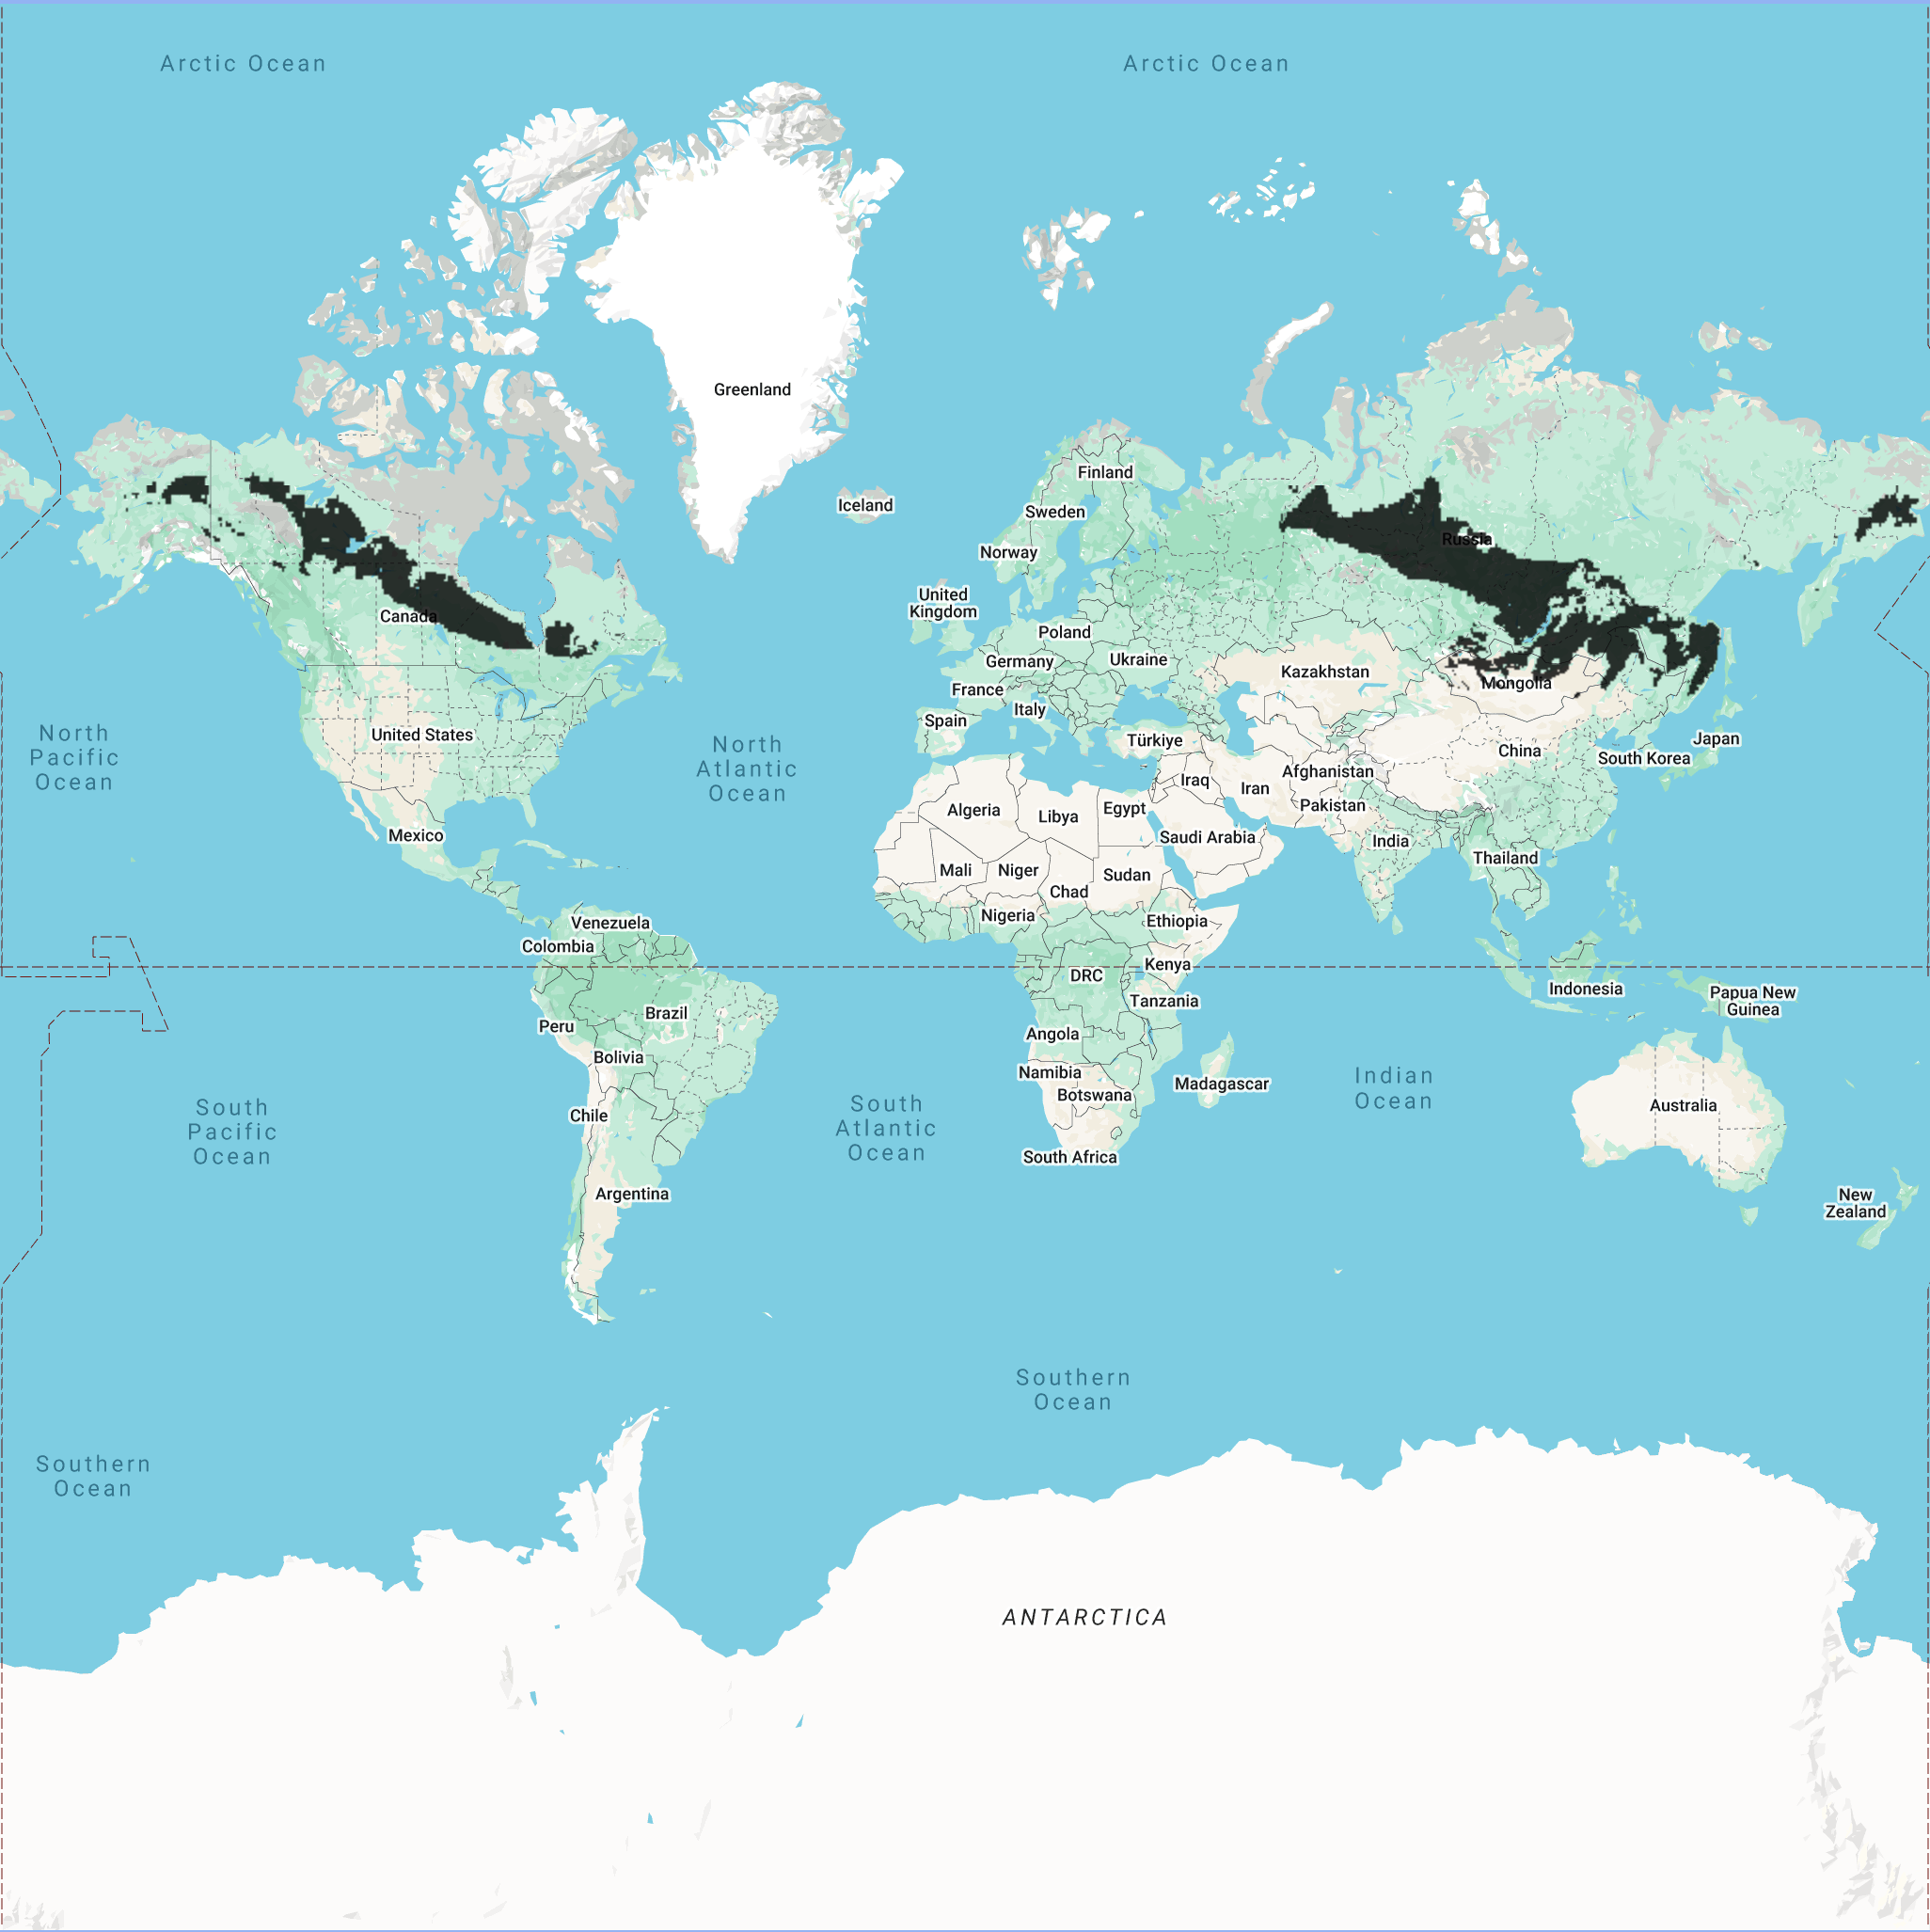 Arctic Ocean
Arctic Ocean
Greenland
Iceland
Finland
Sweden
Norway
Russia
United
Kingdom
Canada
Poland
Germany
Ukraine
Kazakhstan
Mongolia
France
Italy
Spain
United States
Türkiye
China
Japan
South Korea
North
Pacific
Ocean
North
Atlantic
Ocean
Iraq
Iran
Afghanistan
Pakistan
Algeria
Libya
Egypt
Saudi Arabia
India
Mexico
Mali
Niger
Chad
Sudan
Thailand
Nigeria
Ethiopia
Venezuela
Colombia
DRC
Kenya
Tanzania
Indonesia
Papua New
Guinea
Peru
Brazil
Angola
Bolivia
Namibia
Botswana
Madagascar
Indian
Ocean
Australia
Chile
South
Pacific
Ocean
South
Atlantic
Ocean
South Africa
Argentina
New
Zealand
Southern
Ocean
Southern
Ocean
ANTARCTICA